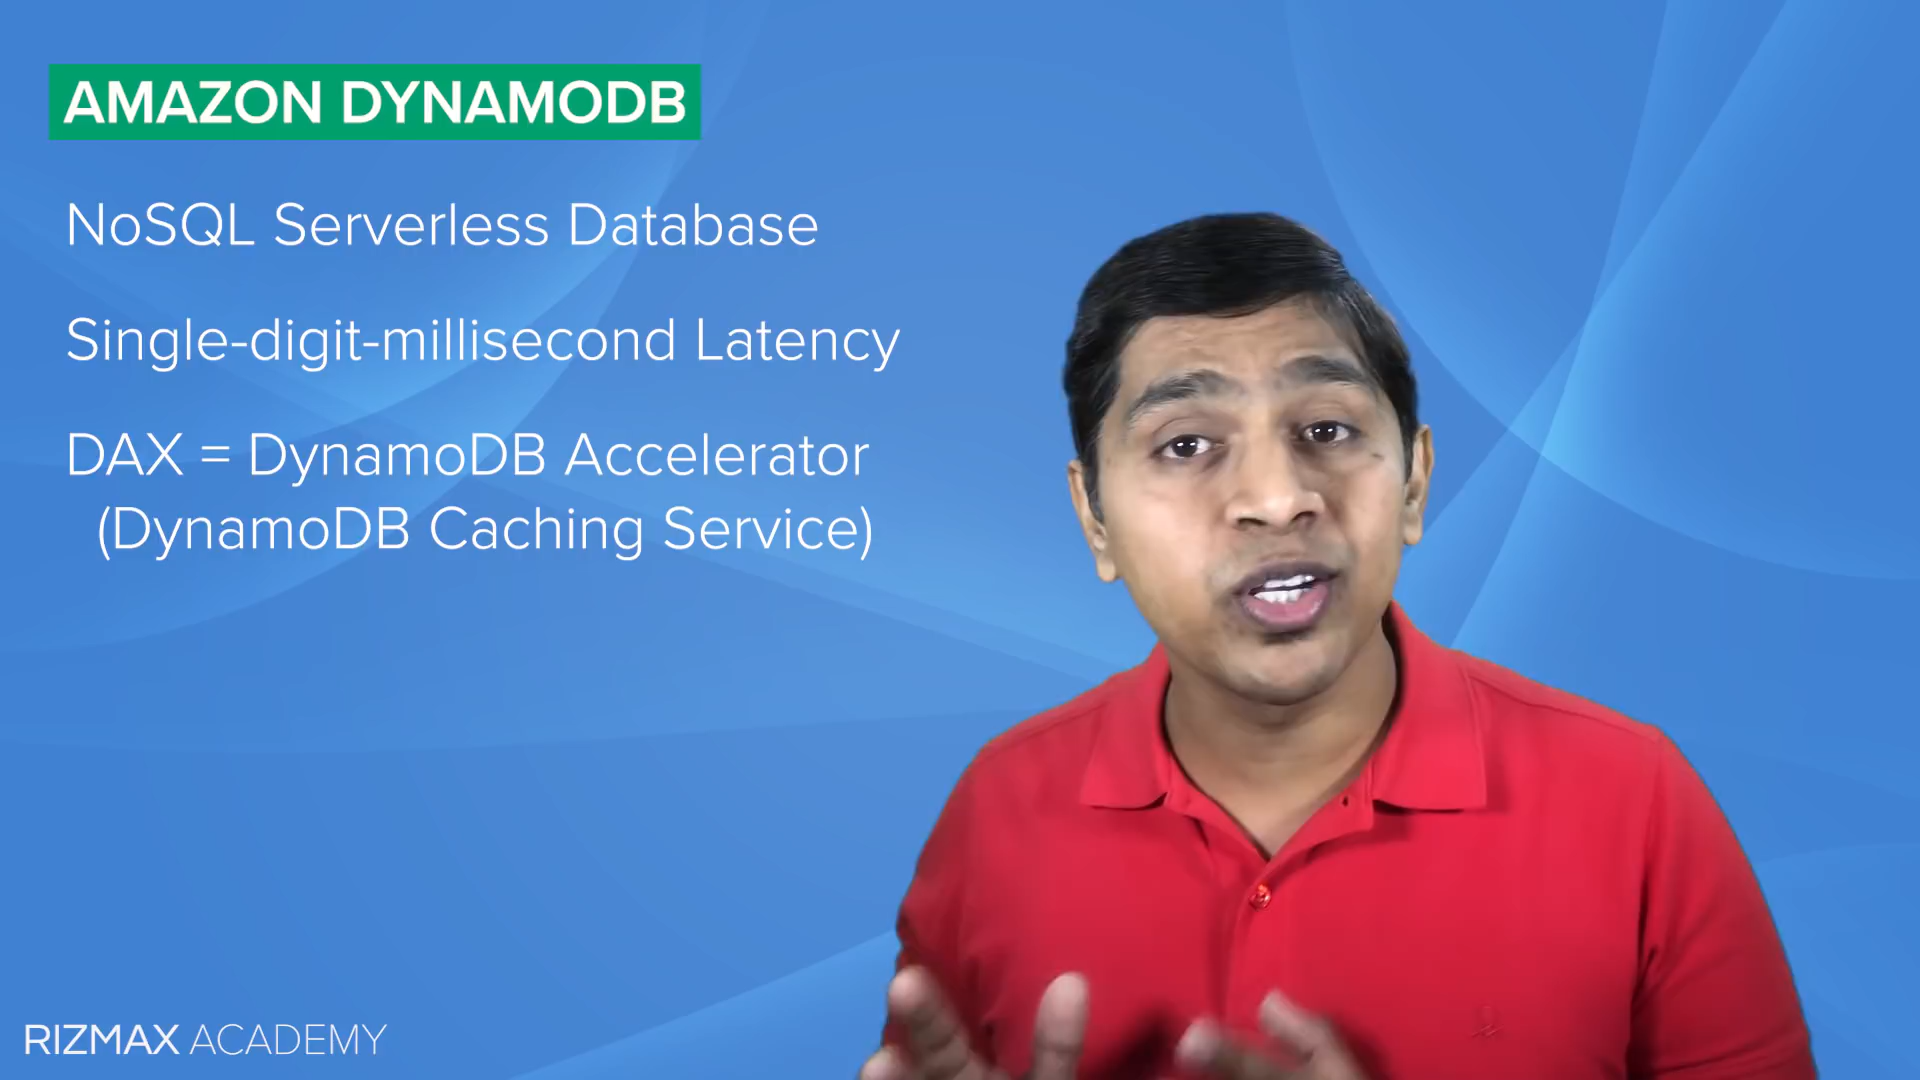 AMAZON DYNAMODB
NoSQL Serverless Database
Single-digit-millisecond Latency
DAX = DynamoDB Accelerator
(DynamoDB Caching Service)
RIZMAX ACADEMY